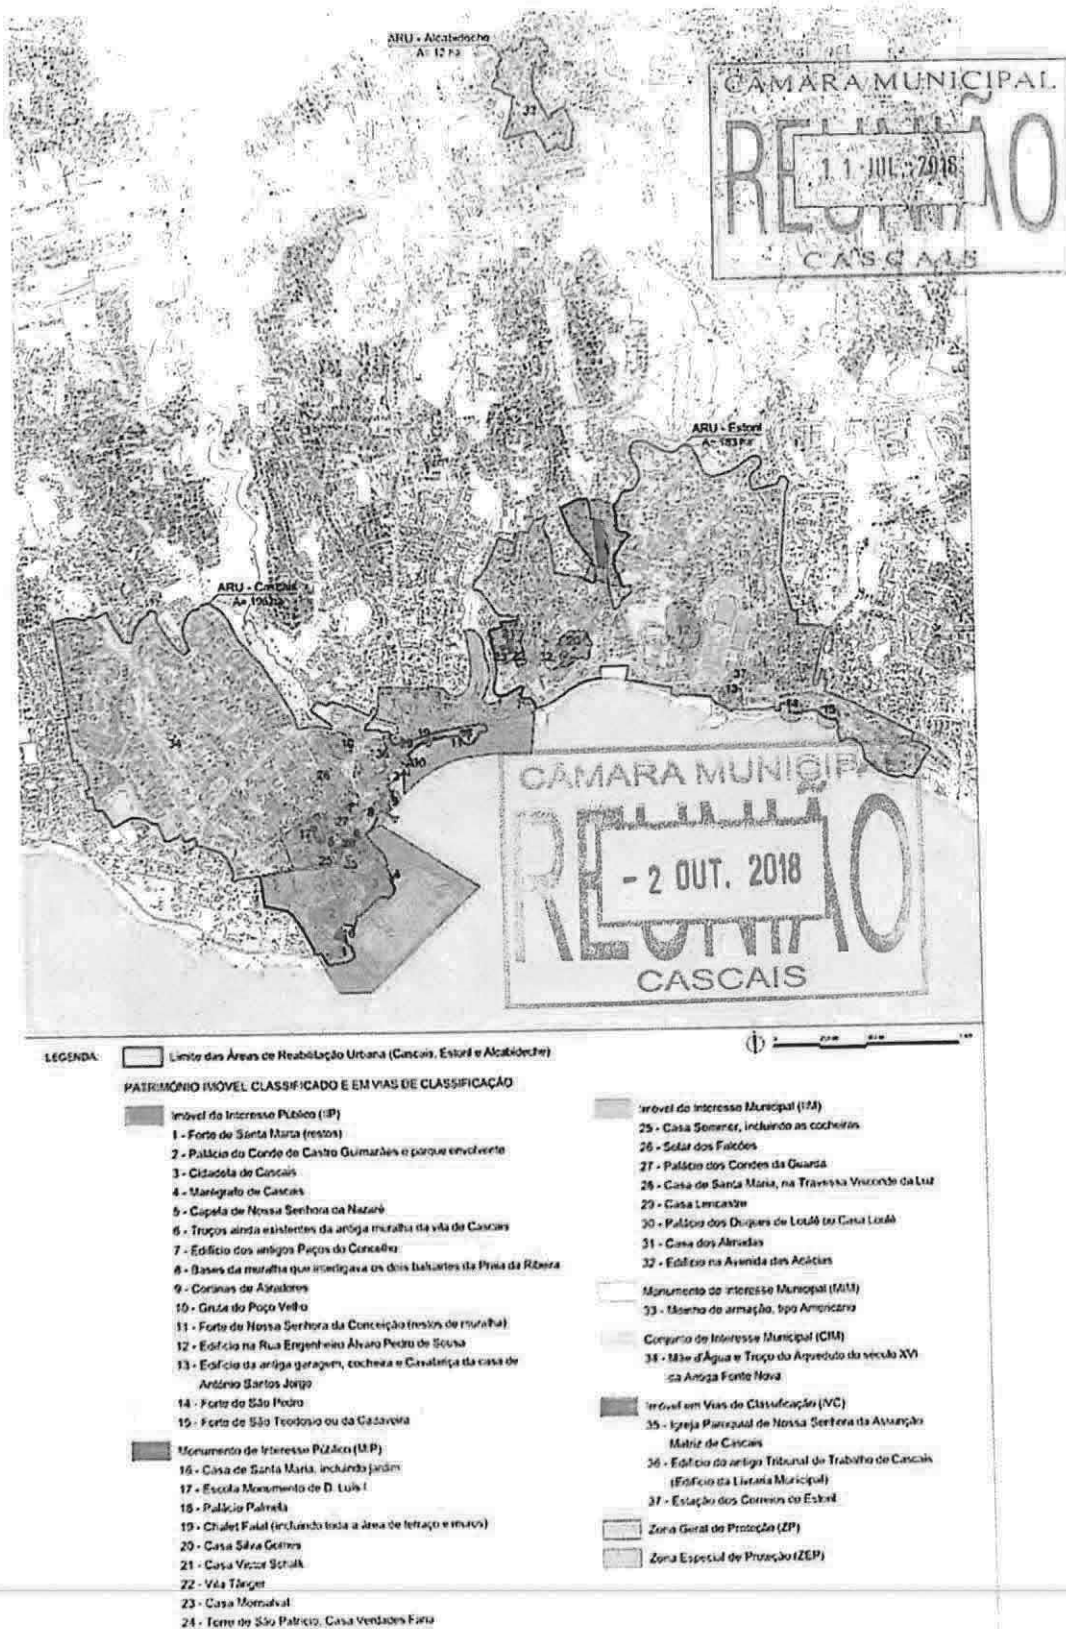 ARU - Alcabideche
A= 12 ha
CÂMARA MUNICIPAL
REUNIÃO
11 JUL. 2018
CASCAIS
ARU - Estoril
A= 183 ha
ARU - Cascais
A= 196 ha
CÂMARA MUNICIPAL
REUNIÃO
- 2 OUT. 2018
CASCAIS
LEGENDA:
Limite das Áreas de Reabilitação Urbana (Cascais, Estoril e Alcabideche)
PATRIMÓNIO IMÓVEL CLASSIFICADO E EM VIAS DE CLASSIFICAÇÃO
Imóvel do Interesse Público (IIP)
1 - Forte de Santa Marta (restos)
2 - Palácio do Conde de Castro Guimarães e parque envolvente
3 - Cidadela de Cascais
4 - Marégrafo de Cascais
5 - Capela de Nossa Senhora da Nazaré
6 - Troços ainda existentes da antiga muralha da vila de Cascais
7 - Edifício dos antigos Paços do Concelho
8 - Bases da muralha que interligava os dois baluartes da Praia da Ribeira
9 - Cortinas de Atiradores
10 - Gruta do Poço Velho
11 - Forte de Nossa Senhora da Conceição (restos de muralha)
12 - Edifício na Rua Engenheiro Álvaro Pedro de Sousa
13 - Edifício da antiga garagem, cocheira e Cavalariça da casa de
António Santos Jorge
14 - Forte de São Pedro
15 - Forte de São Teodósio ou da Cadaveira
Monumento de Interesse Público (MIP)
16 - Casa de Santa Maria, incluindo jardim
17 - Escola Monumento de D. Luís I
18 - Palácio Palmela
19 - Chalet Faial (incluindo toda a área de terraço e muros)
20 - Casa Silva Gomes
21 - Casa Victor Schalk
22 - Vila Tânger
23 - Casa Monsalvat
24 - Torre de São Patrício, Casa Verdades Faria
Imóvel do Interesse Municipal (IIM)
25 - Casa Sommer, incluindo as cocheiras
26 - Solar dos Falcões
27 - Palácio dos Condes da Guarda
28 - Casa de Santa Maria, na Travessa Visconde da Luz
29 - Casa Lencastre
30 - Palácio dos Duques de Loulé ou Casa Loulé
31 - Casa dos Almadas
32 - Edifício na Avenida das Acácias
Monumento de Interesse Municipal (MIM)
33 - Moinho de armação, tipo Americano
Conjunto de Interesse Municipal (CIM)
34 - Mãe d'Água e Troço do Aqueduto do século XVI
da Antiga Fonte Nova
Imóvel em Vias de Classificação (IVC)
35 - Igreja Paroquial de Nossa Senhora da Assunção
Matriz de Cascais
36 - Edifício do antigo Tribunal de Trabalho de Cascais
(Edifício da Livraria Municipal)
37 - Estação dos Correios do Estoril
Zona Geral de Proteção (ZP)
Zona Especial de Proteção (ZEP)